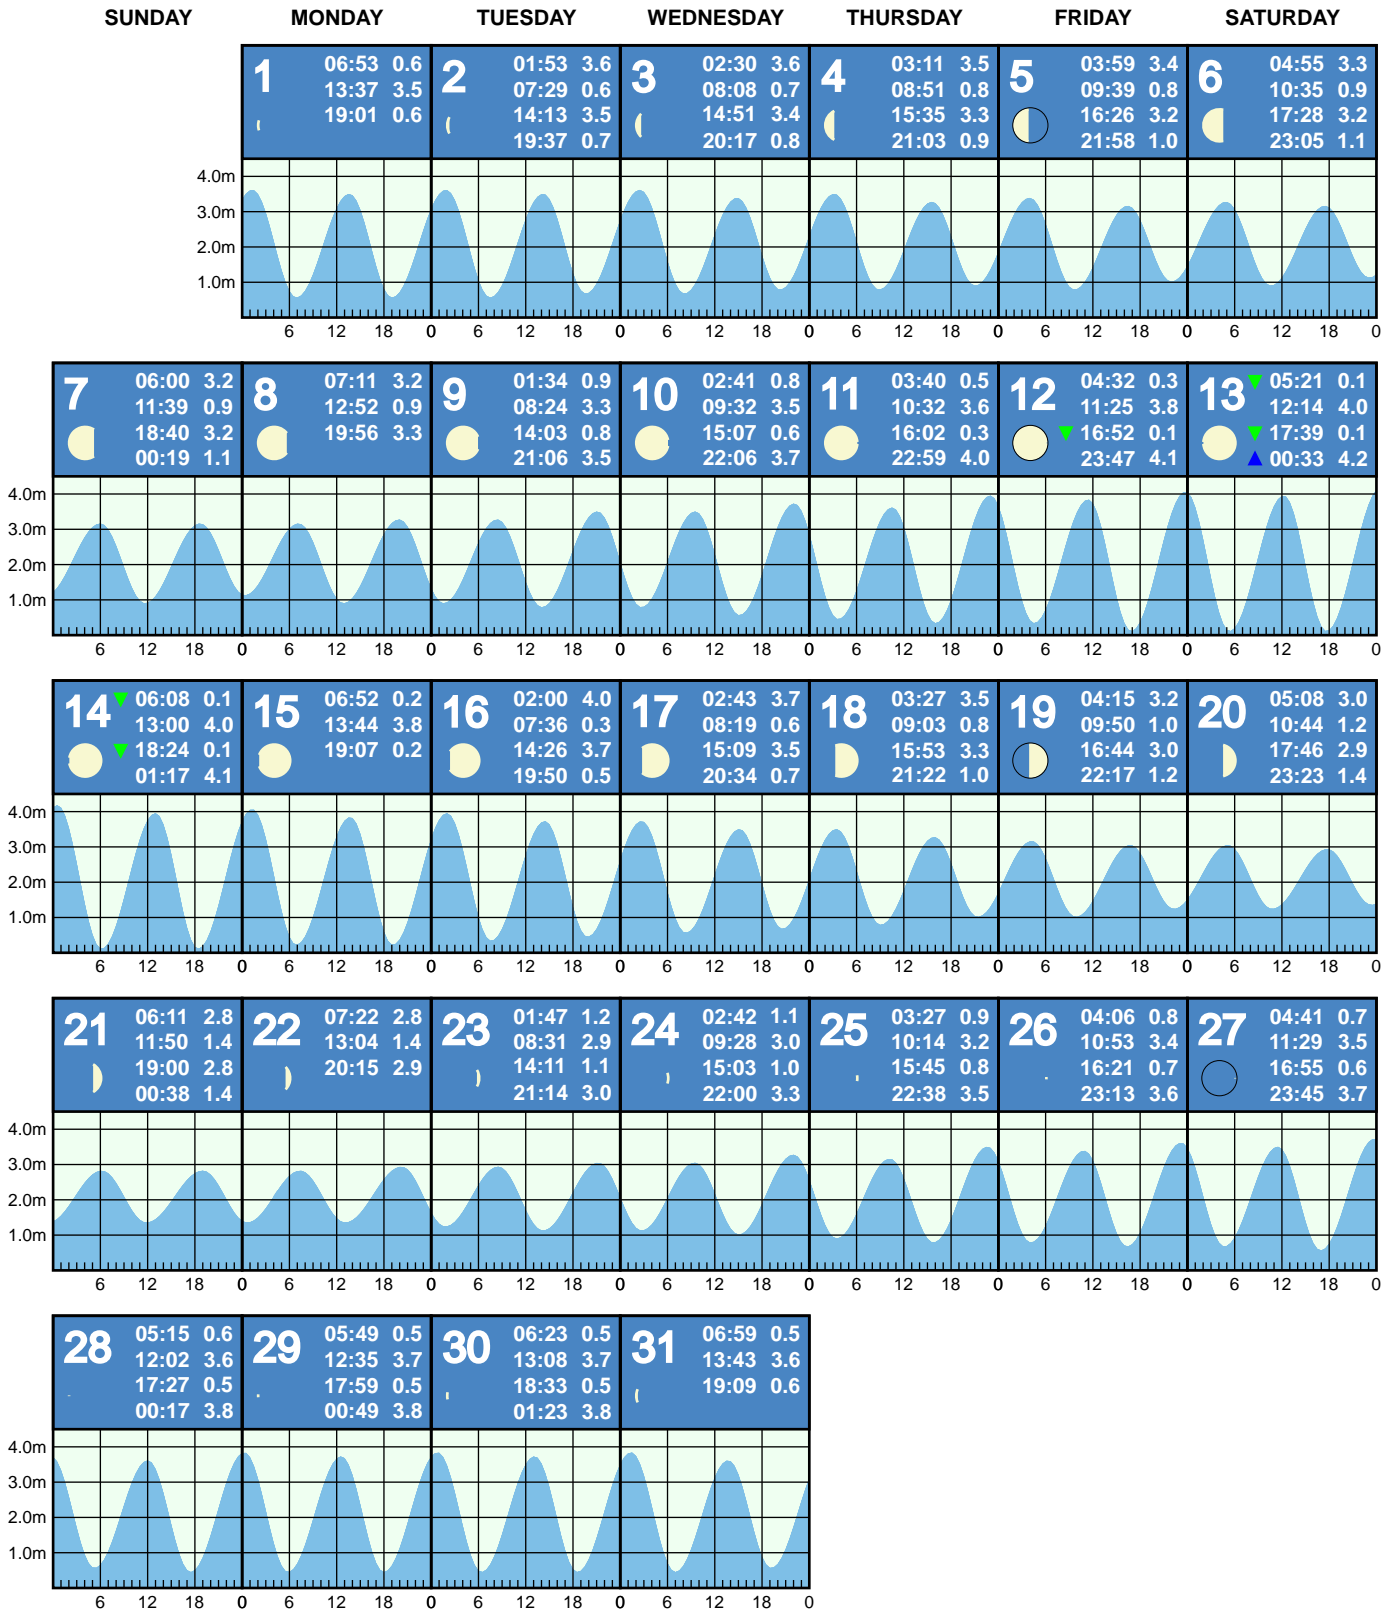 SUNDAY MONDAY TUESDAY WEDNESDAY THURSDAY FRIDAY SATURDAY
1 06:53 0.6
13:37 3.5
19:01 0.6
2 01:53 3.6
07:29 0.6
14:13 3.5
19:37 0.7
3 02:30 3.6
08:08 0.7
14:51 3.4
20:17 0.8
4 03:11 3.5
08:51 0.8
15:35 3.3
21:03 0.9
5 03:59 3.4
09:39 0.8
16:26 3.2
21:58 1.0
6 04:55 3.3
10:35 0.9
17:28 3.2
23:05 1.1
4.0m
3.0m
2.0m
1.0m
6 12 18 0 6 12 18 0 6 12 18 0 6 12 18 0 6 12 18 0 6 12 18 0
7 06:00 3.2
11:39 0.9
18:40 3.2
00:19 1.1
8 07:11 3.2
12:52 0.9
19:56 3.3
9 01:34 0.9
08:24 3.3
14:03 0.8
21:06 3.5
10 02:41 0.8
09:32 3.5
15:07 0.6
22:06 3.7
11 03:40 0.5
10:32 3.6
16:02 0.3
22:59 4.0
12 04:32 0.3
11:25 3.8
16:52 0.1
23:47 4.1
13 05:21 0.1
12:14 4.0
17:39 0.1
00:33 4.2
4.0m
3.0m
2.0m
1.0m
6 12 18 0 6 12 18 0 6 12 18 0 6 12 18 0 6 12 18 0 6 12 18 0 6 12 18 0
14 06:08 0.1
13:00 4.0
18:24 0.1
01:17 4.1
15 06:52 0.2
13:44 3.8
19:07 0.2
16 02:00 4.0
07:36 0.3
14:26 3.7
19:50 0.5
17 02:43 3.7
08:19 0.6
15:09 3.5
20:34 0.7
18 03:27 3.5
09:03 0.8
15:53 3.3
21:22 1.0
19 04:15 3.2
09:50 1.0
16:44 3.0
22:17 1.2
20 05:08 3.0
10:44 1.2
17:46 2.9
23:23 1.4
4.0m
3.0m
2.0m
1.0m
6 12 18 0 6 12 18 0 6 12 18 0 6 12 18 0 6 12 18 0 6 12 18 0 6 12 18 0
21 06:11 2.8
11:50 1.4
19:00 2.8
00:38 1.4
22 07:22 2.8
13:04 1.4
20:15 2.9
23 01:47 1.2
08:31 2.9
14:11 1.1
21:14 3.0
24 02:42 1.1
09:28 3.0
15:03 1.0
22:00 3.3
25 03:27 0.9
10:14 3.2
15:45 0.8
22:38 3.5
26 04:06 0.8
10:53 3.4
16:21 0.7
23:13 3.6
27 04:41 0.7
11:29 3.5
16:55 0.6
23:45 3.7
4.0m
3.0m
2.0m
1.0m
6 12 18 0 6 12 18 0 6 12 18 0 6 12 18 0 6 12 18 0 6 12 18 0 6 12 18 0
28 05:15 0.6
12:02 3.6
17:27 0.5
00:17 3.8
29 05:49 0.5
12:35 3.7
17:59 0.5
00:49 3.8
30 06:23 0.5
13:08 3.7
18:33 0.5
01:23 3.8
31 06:59 0.5
13:43 3.6
19:09 0.6
4.0m
3.0m
2.0m
1.0m
6 12 18 0 6 12 18 0 6 12 18 0 6 12 18 0